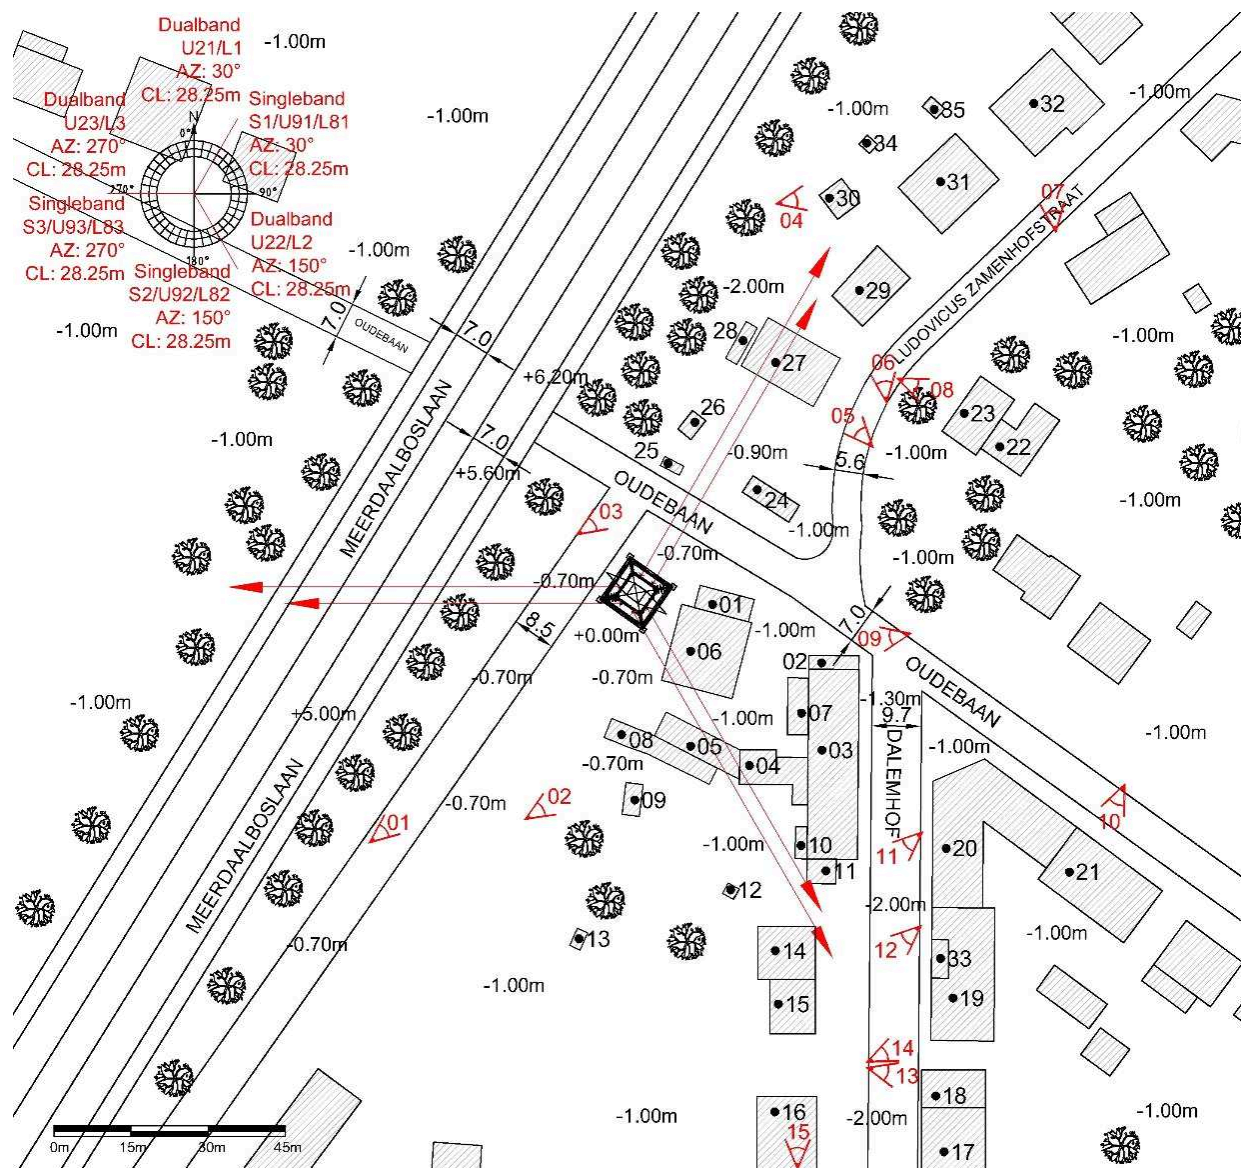 Dualband
U21/L1
AZ: 30°
CL: 28.25m
Dualband
U23/L3
AZ: 270°
CL: 28.25m
Singleband
S1/U91/L81
AZ: 30°
CL: 28.25m
N
0°
90°
180°
270°
Singleband
S3/U93/L83
AZ: 270°
CL: 28.25m
Dualband
U22/L2
AZ: 150°
CL: 28.25m
Singleband
S2/U92/L82
AZ: 150°
CL: 28.25m
-1.00m
-1.00m
-1.00m
-1.00m
35
32
34
31
30
04
07
LUDOVICUS ZAMENHOFSTRAAT
-1.00m
-2.00m
29
-1.00m
7.0
OUDEBAAN
7.0
28
27
-1.00m
+6.20m
06
08
MEERDAALBOSLAAN
26
05
23
22
-1.00m
7.0
25
-0.90m
-1.00m
5.6
+5.60m
OUDEBAAN
24
-1.00m
03
-1.00m
-0.70m
-1.00m
-0.70m
01
7.0
8.5
+0.00m
-1.00m
09
06
02
OUDEBAAN
-0.70m
-0.70m
-1.00m
-1.30m
+5.00m
-1.00m
07
9.7
-1.00m
08
05
03
DALEMHOF
-1.00m
-0.70m
04
09
02
-0.70m
01
10
MEERDAALBOSLAAN
-1.00m
10
11
20
11
21
12
-2.00m
-0.70m
13
14
12
-1.00m
33
-1.00m
15
19
14
13
16
-1.00m
-2.00m
18
-1.00m
15
17
0m
15m
30m
45m